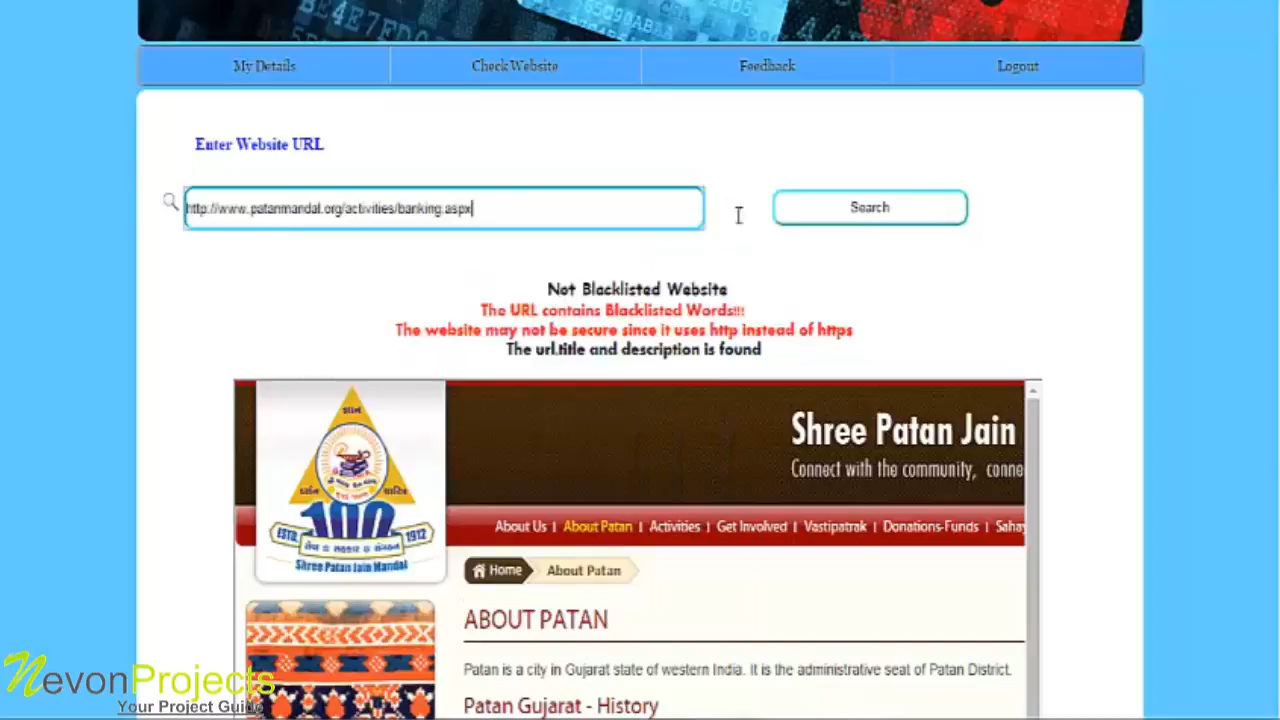 BE4E7FD0
55C90AB
My Details
Check Website
Feedback
Logout
Enter Website URL
http://www.patanmandal.org/activities/banking.aspx
Search
Not Blacklisted Website
The URL contains Blacklisted Words!!!
The website may not be secure since it uses http instead of https
The url.title and description is found
Shree Patan Jain
Connect with the community, conne
100
ESTD.
1912
Shree Patan Jain Mandal
About Us | About Patan | Activities | Get Involved | Vastipatrak | Donations-Funds | Sahay
Home
About Patan
ABOUT PATAN
Patan is a city in Gujarat state of western India. It is the administrative seat of Patan District.
Patan Gujarat - History
NevonProjects
Your Project Guide